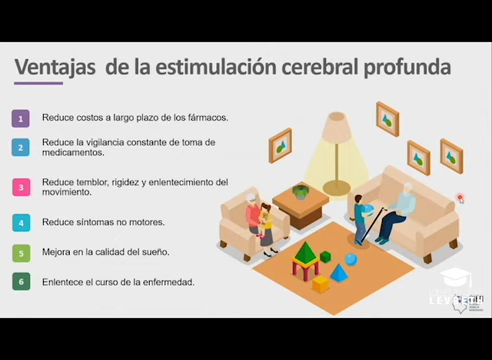 Ventajas de la estimulación cerebral profunda
1 Reduce costos a largo plazo de los fármacos.
2 Reduce la vigilancia constante de toma de
medicamentos.
3 Reduce temblor, rigidez y enlentecimiento del
movimiento.
4 Reduce síntomas no motores.
5 Mejora en la calidad del sueño.
6 Enlentece el curso de la enfermedad.